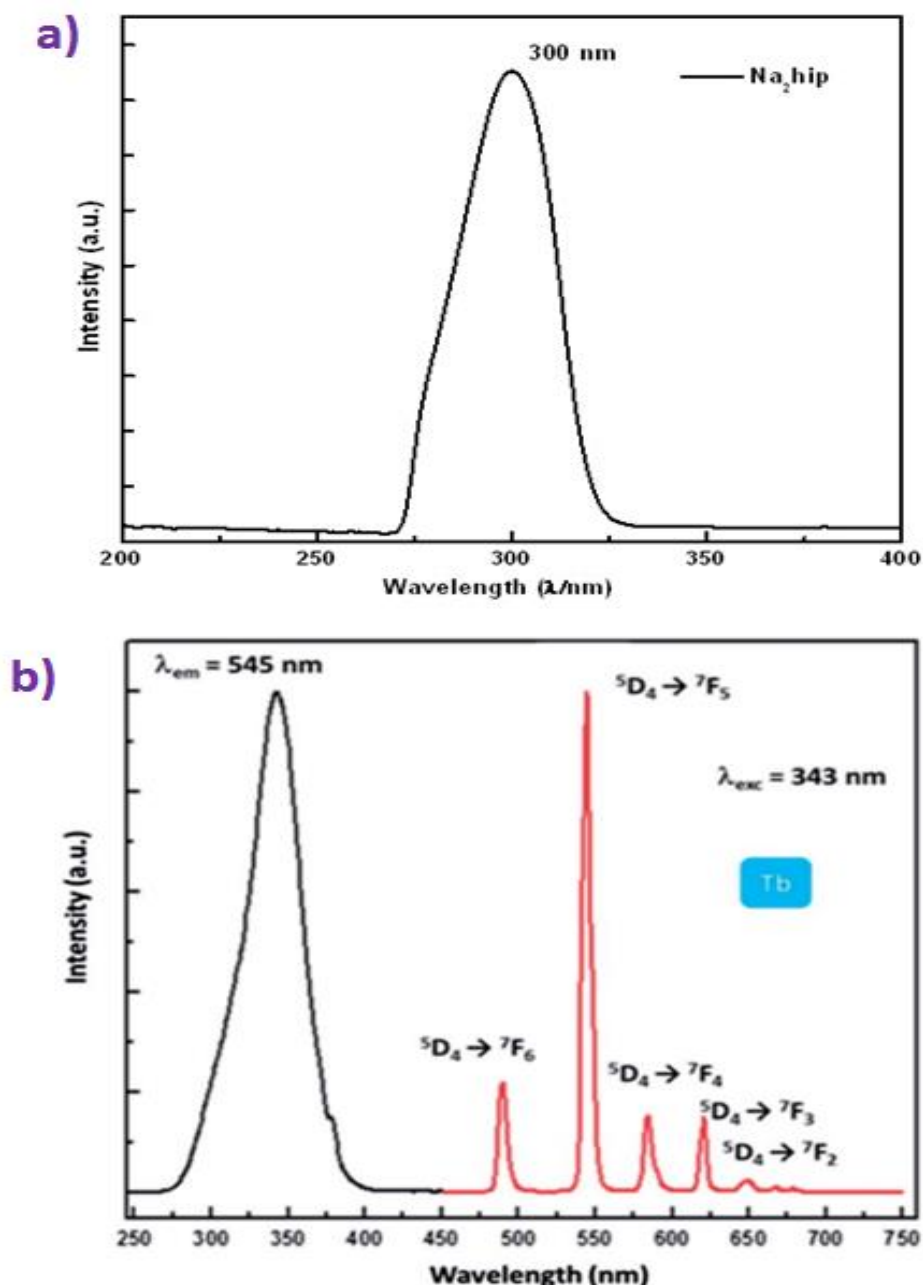 a)
300 nm
Na₂hip
Intensity (a.u.)
200 250 300 350 400
Wavelength (λ/nm)
b)
λem = 545 nm
⁵D₄ → ⁷F₅
λexc = 343 nm
Tb
⁵D₄ → ⁷F₆
⁵D₄ → ⁷F₄
⁵D₄ → ⁷F₃
⁵D₄ → ⁷F₂
Intensity (a.u.)
250 300 350 400 450 500 550 600 650 700 750
Wavelength (nm)